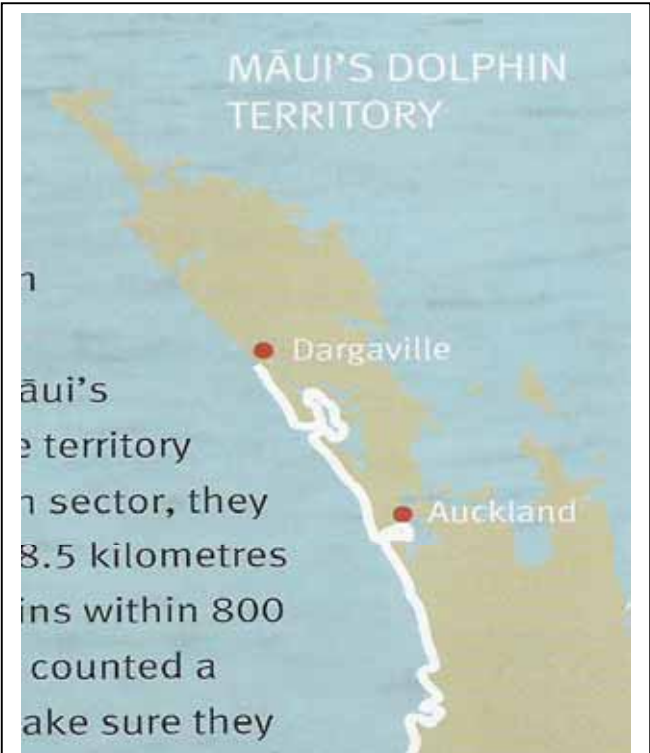 MĀUI'S DOLPHIN
TERRITORY
n
Dargaville
āui's
e territory
n sector, they
Auckland
8.5 kilometres
ins within 800
counted a
ake sure they